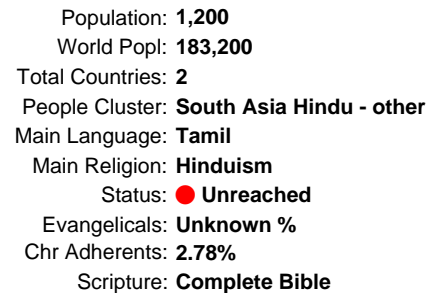 Population: 1,200
World Popl: 183,200
Total Countries: 2
People Cluster: South Asia Hindu - other
Main Language: Tamil
Main Religion: Hinduism
Status: Unreached
Evangelicals: Unknown %
Chr Adherents: 2.78%
Scripture: Complete Bible